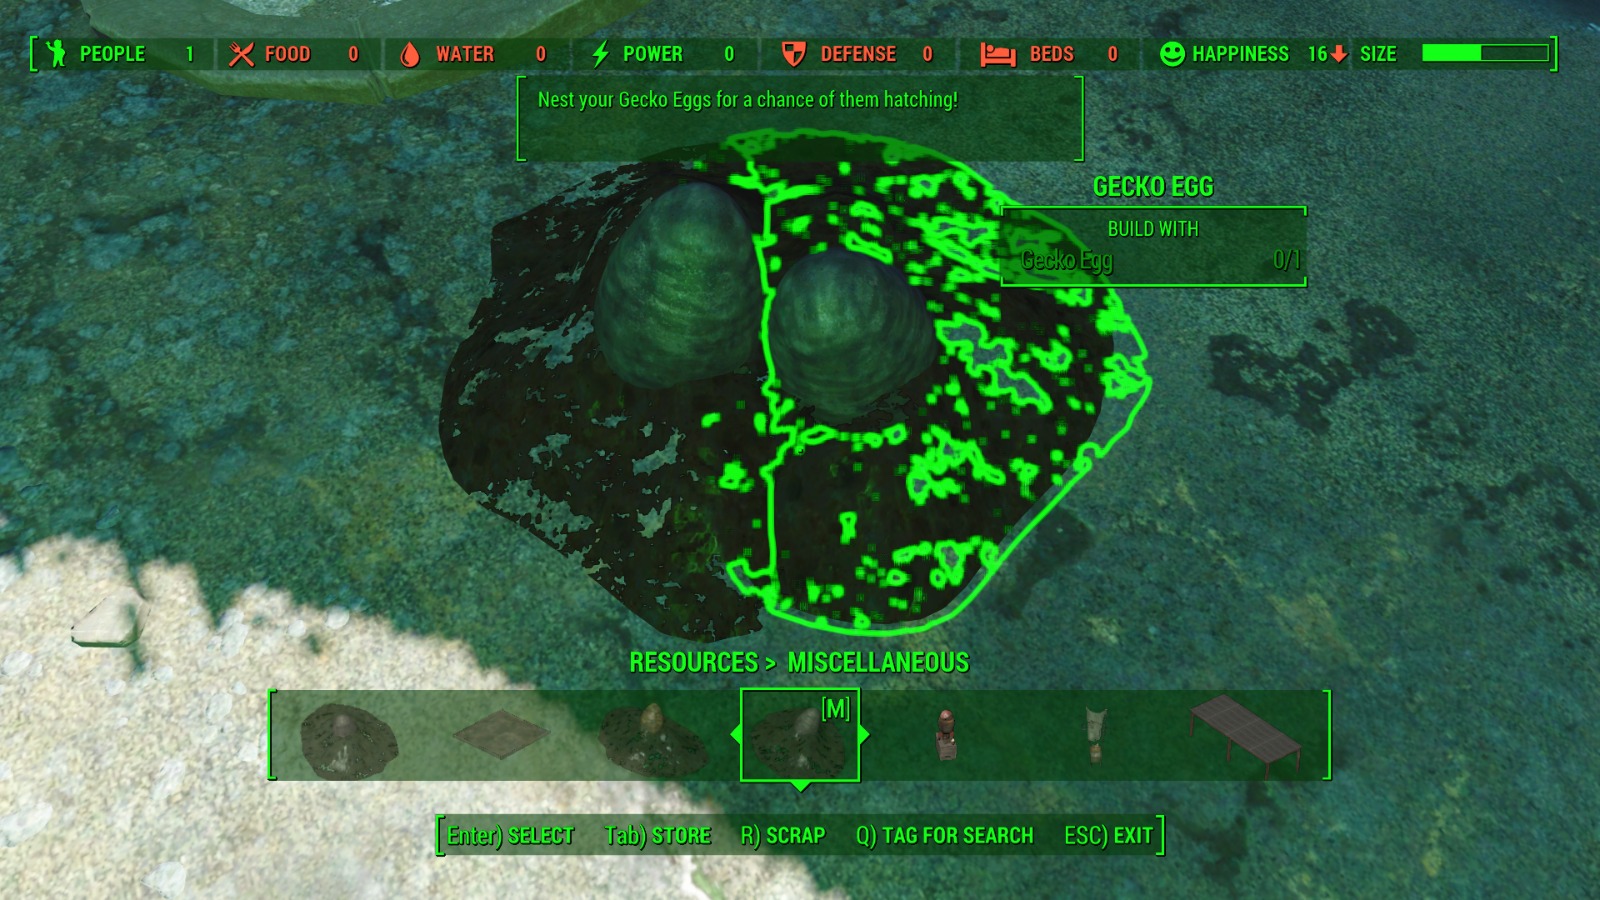 PEOPLE 1 FOOD 0 WATER 0 POWER 0 DEFENSE 0 BEDS 0 HAPPINESS 16 SIZE
Nest your Gecko Eggs for a chance of them hatching!
GECKO EGG
BUILD WITH
Gecko Egg 0/1
RESOURCES > MISCELLANEOUS
[M]
Enter) SELECT Tab) STORE R) SCRAP Q) TAG FOR SEARCH ESC) EXIT